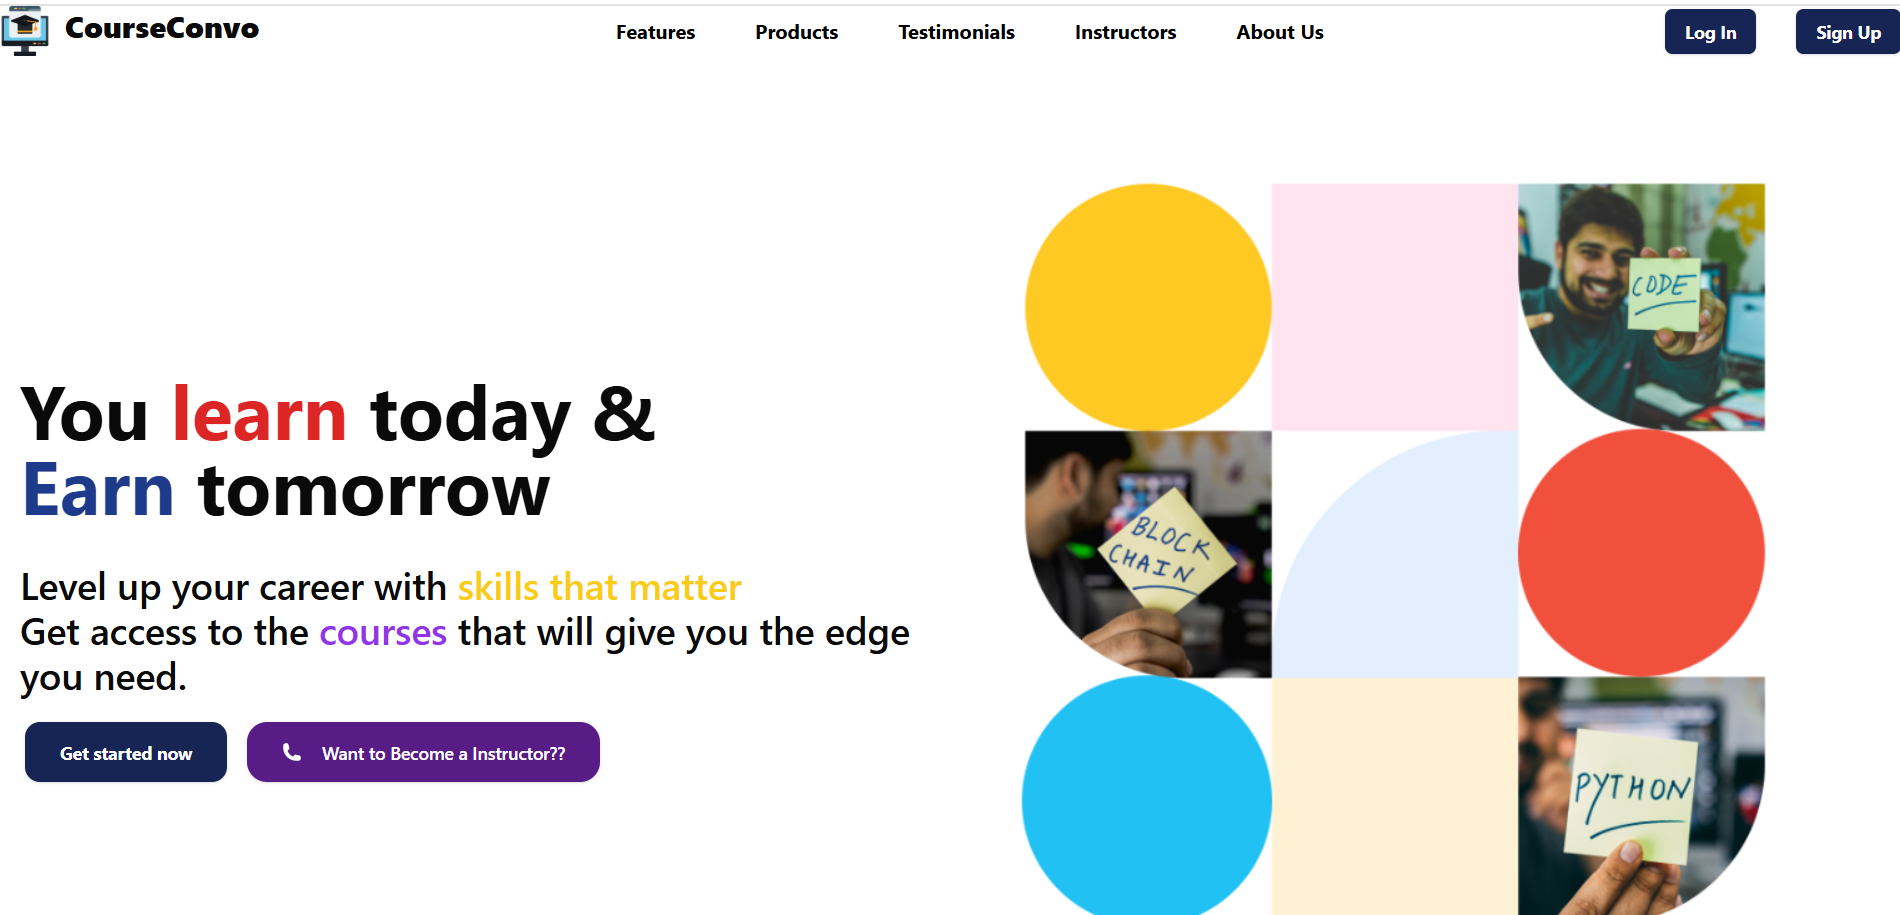 CourseConvo
Features
Products
Testimonials
Instructors
About Us
Log In
Sign Up
You learn today &
Earn tomorrow
Level up your career with skills that matter
Get access to the courses that will give you the edge
you need.
Get started now
Want to Become a Instructor??
CODE
BLOCK
CHAIN
PYTHON